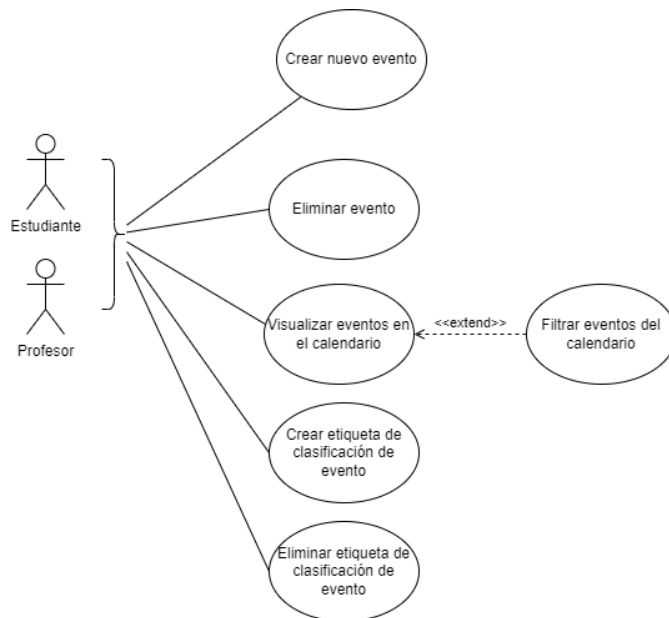 Crear nuevo evento
Estudiante
Eliminar evento
Profesor
Visualizar eventos en
el calendario
<<extend>>
Filtrar eventos del
calendario
Crear etiqueta de
clasificación de
evento
Eliminar etiqueta de
clasificación de
evento